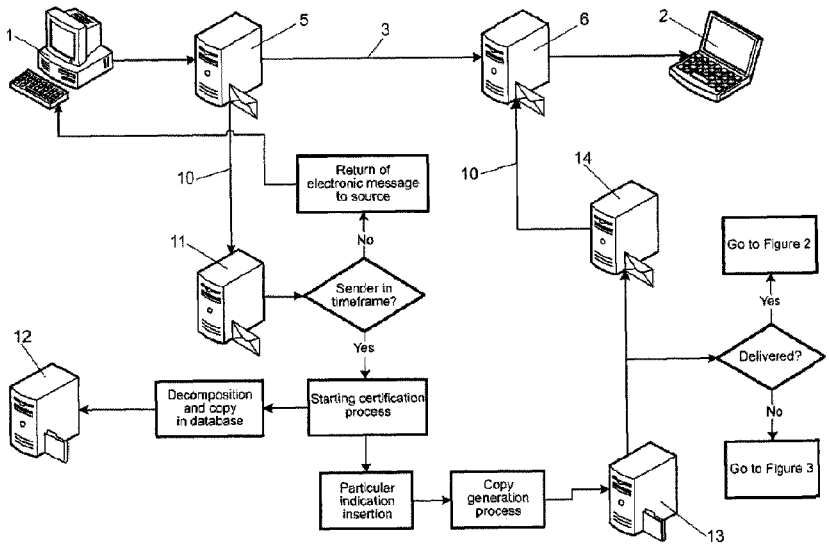 1
5
3
6
2
10
Return of
electronic message
to source
10
14
No
11
Sender in
timeframe?
Go to Figure 2
Yes
Yes
12
Delivered?
Decomposition
and copy
in database
Starting certification
process
No
Particular
indication
insertion
Copy
generation
process
Go to Figure 3
13